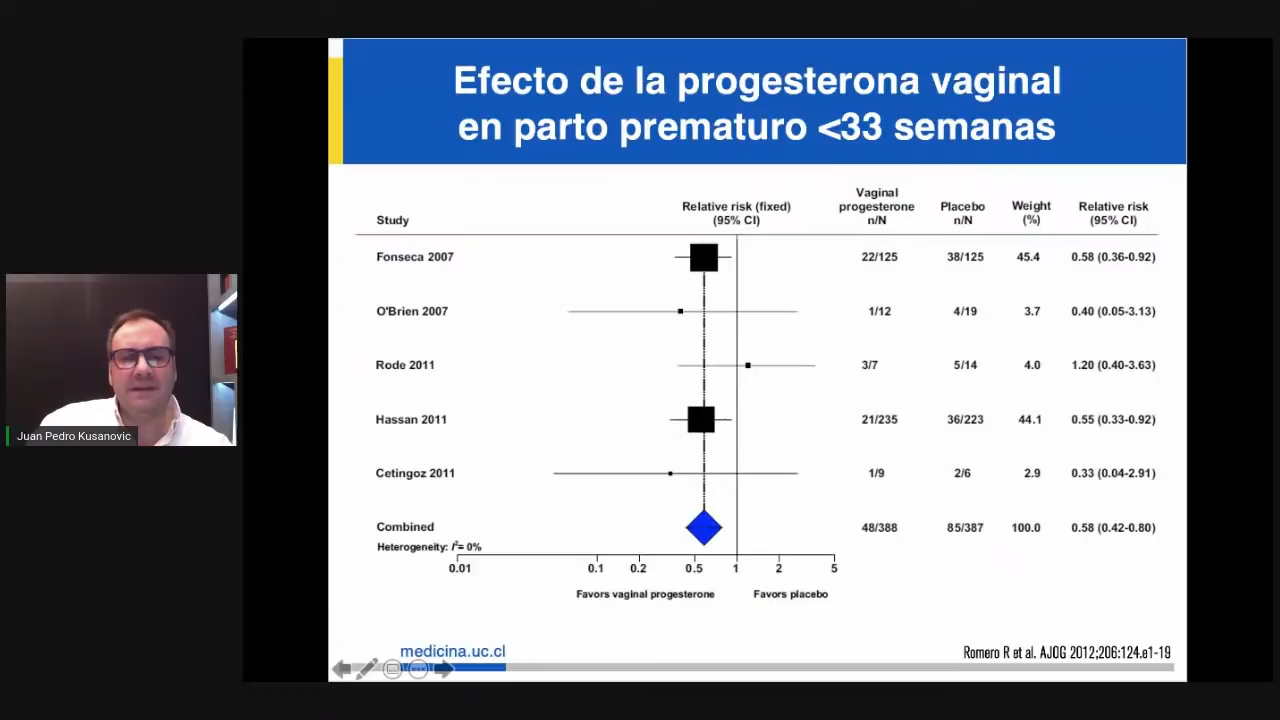 Efecto de la progesterona vaginal
en parto prematuro <33 semanas
Study
Relative risk (fixed)
(95% CI)
Vaginal
progesterone
n/N
Placebo
n/N
Weight
(%)
Relative risk
(95% CI)
Fonseca 2007 22/125 38/125 45.4 0.58 (0.36-0.92)
O'Brien 2007 1/12 4/19 3.7 0.40 (0.05-3.13)
Rode 2011 3/7 5/14 4.0 1.20 (0.40-3.63)
Hassan 2011 21/235 36/223 44.1 0.55 (0.33-0.92)
Cetingoz 2011 1/9 2/6 2.9 0.33 (0.04-2.91)
Combined 48/388 85/387 100.0 0.58 (0.42-0.80)
Heterogeneity: I²= 0%
0.01 0.1 0.2 0.5 1 2 5
Favors vaginal progesterone Favors placebo
medicina.uc.cl
Romero R et al. AJOG 2012;206:124.e1-19
Juan Pedro Kusanovic